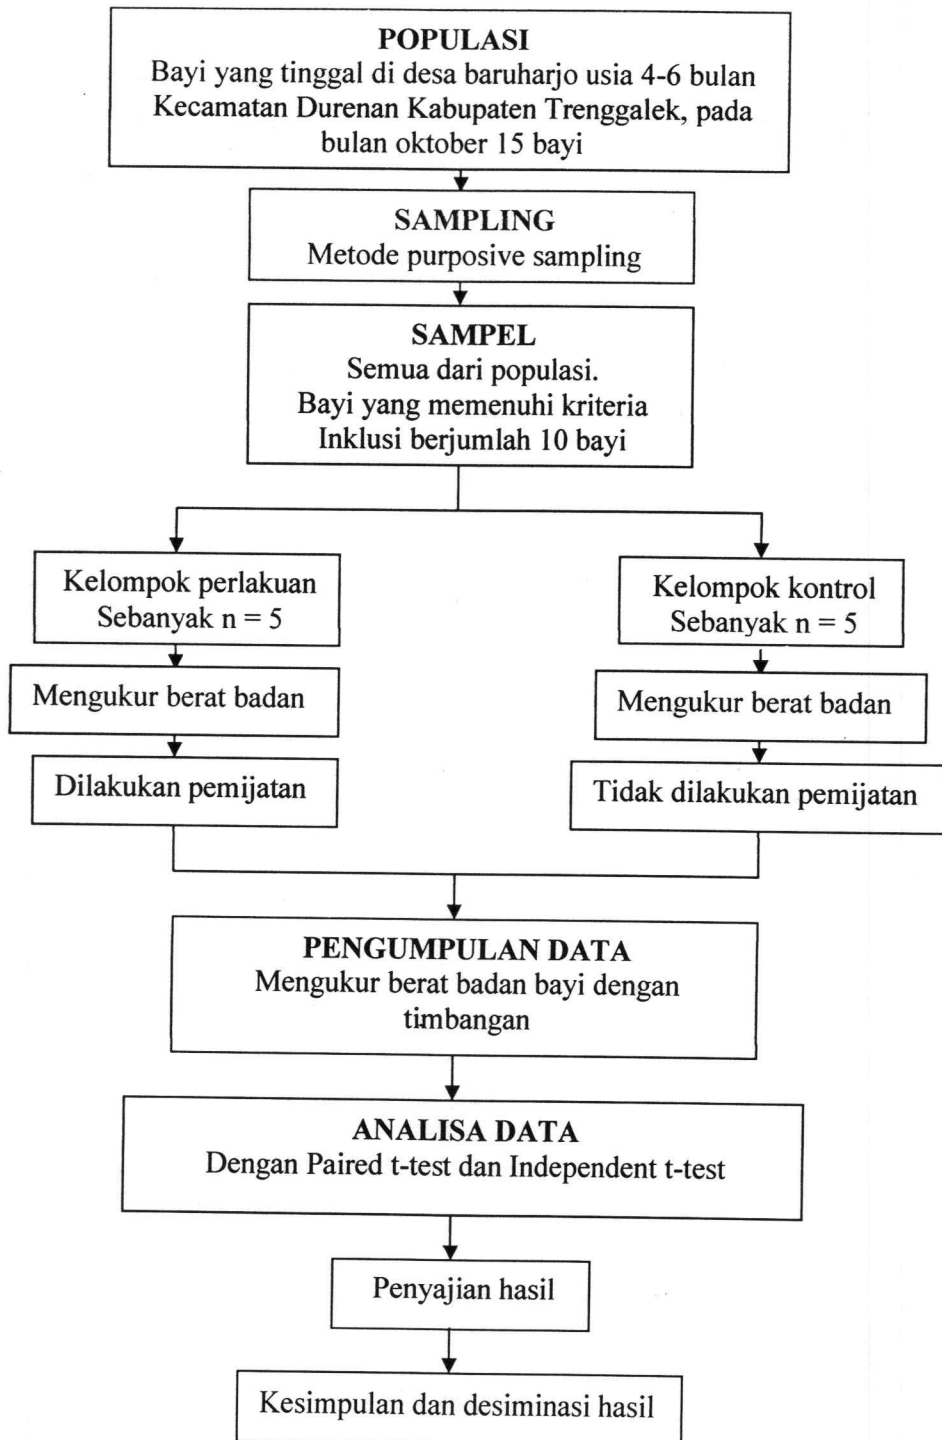 POPULASI
Bayi yang tinggal di desa baruharjo usia 4-6 bulan
Kecamatan Durenan Kabupaten Trenggalek, pada
bulan oktober 15 bayi
SAMPLING
Metode purposive sampling
SAMPEL
Semua dari populasi.
Bayi yang memenuhi kriteria
Inklusi berjumlah 10 bayi
Kelompok perlakuan
Sebanyak n = 5
Mengukur berat badan
Dilakukan pemijatan
Kelompok kontrol
Sebanyak n = 5
Mengukur berat badan
Tidak dilakukan pemijatan
PENGUMPULAN DATA
Mengukur berat badan bayi dengan
timbangan
ANALISA DATA
Dengan Paired t-test dan Independent t-test
Penyajian hasil
Kesimpulan dan desiminasi hasil